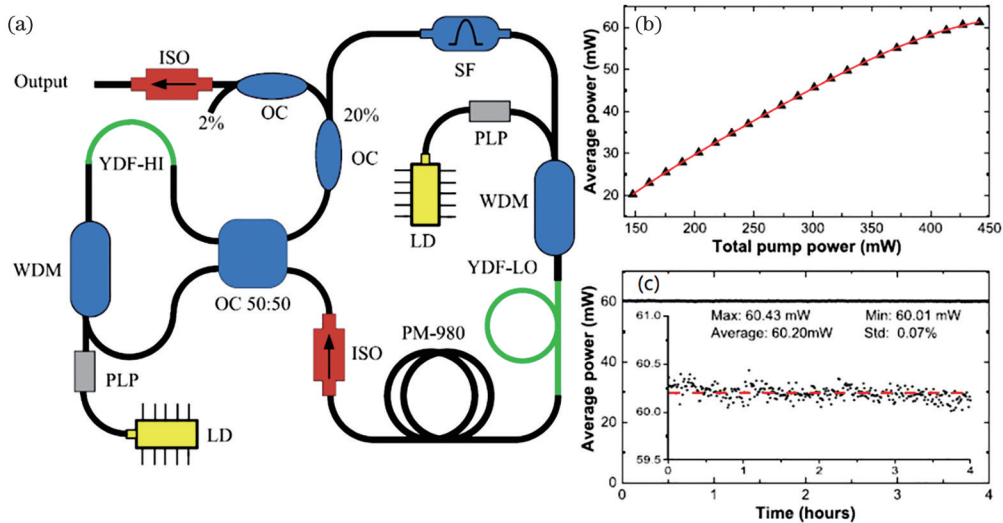 (a)
ISO
Output
2%
OC
20%
OC
SF
PLP
LD
WDM
YDF-HI
WDM
OC 50:50
YDF-LO
ISO
PM-980
PLP
LD
(b)
Average power (mW)
60
50
40
30
20
150 200 250 300 350 400 450
Total pump power (mW)
(c)
Average power (mW)
80
60
40
20
0
Max: 60.43 mW Min: 60.01 mW
Average: 60.20mW Std: 0.07%
61.0
60.5
60.0
59.5
0 1 2 3 4
0 1 2 3 4
Time (hours)